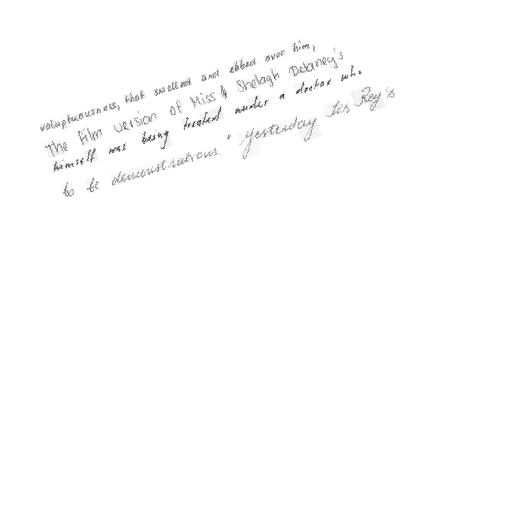 voluptuousness, that swelled and ebbed over him,
The film version of Miss & Shelagh Delaney's
himself was being treated under a doctor who
to be demonstrations. " yesterday It's Roy's